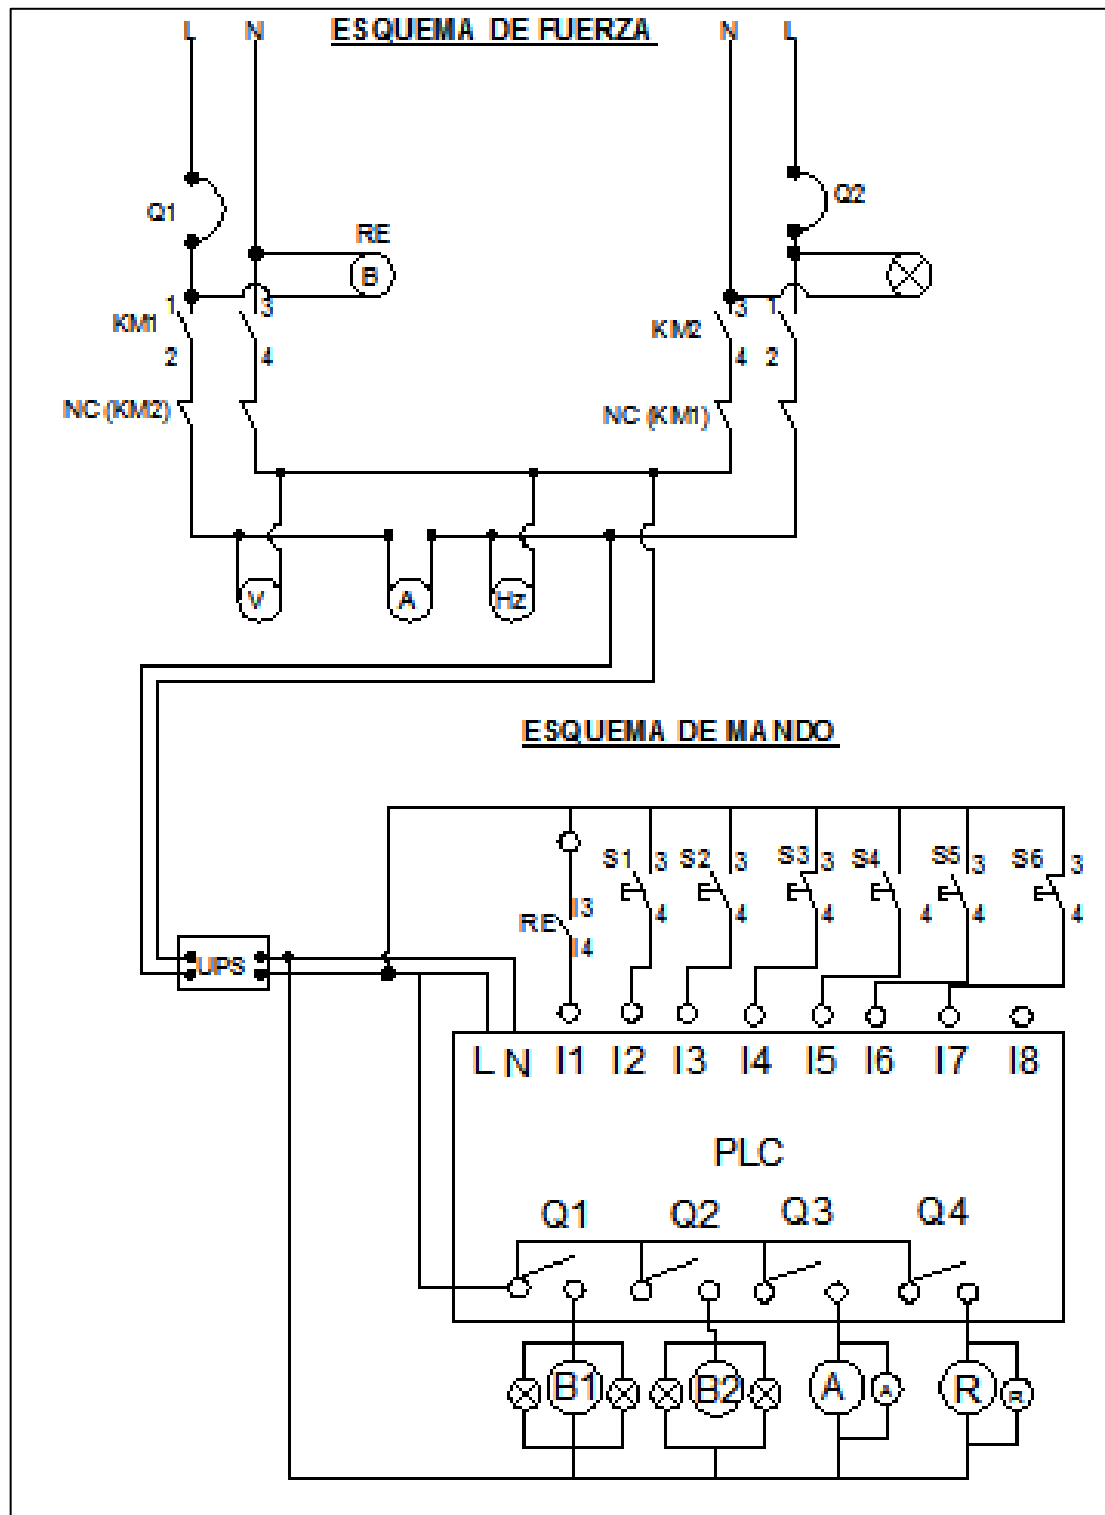 L N ESQUEMA DE FUERZA N L
Q1
Q2
RE
B
1 3
3 1
KM1
KM2
2 4
4 2
NC (KM2)
NC (KM1)
V A Hz
ESQUEMA DE MANDO
S1 3 S2 3 S3 3 S4 S5 3 S6 3
RE I3
4 4 4 4 4 4
I4
UPS
L N I1 I2 I3 I4 I5 I6 I7 I8
PLC
Q1 Q2 Q3 Q4
B1 B2 A A R R